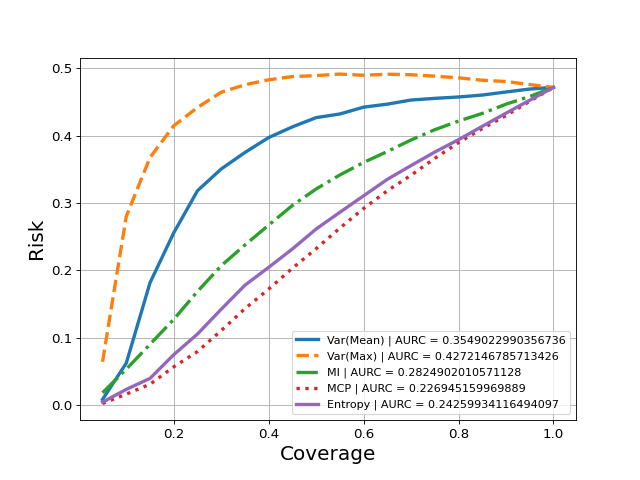 0.5
0.4
0.3
0.2
0.1
0.0
Risk
Var(Mean) | AURC = 0.3549022990356736
Var(Max) | AURC = 0.4272146785713426
MI | AURC = 0.2824902010571128
MCP | AURC = 0.226945159969889
Entropy | AURC = 0.24259934116494097
0.2 0.4 0.6 0.8 1.0
Coverage